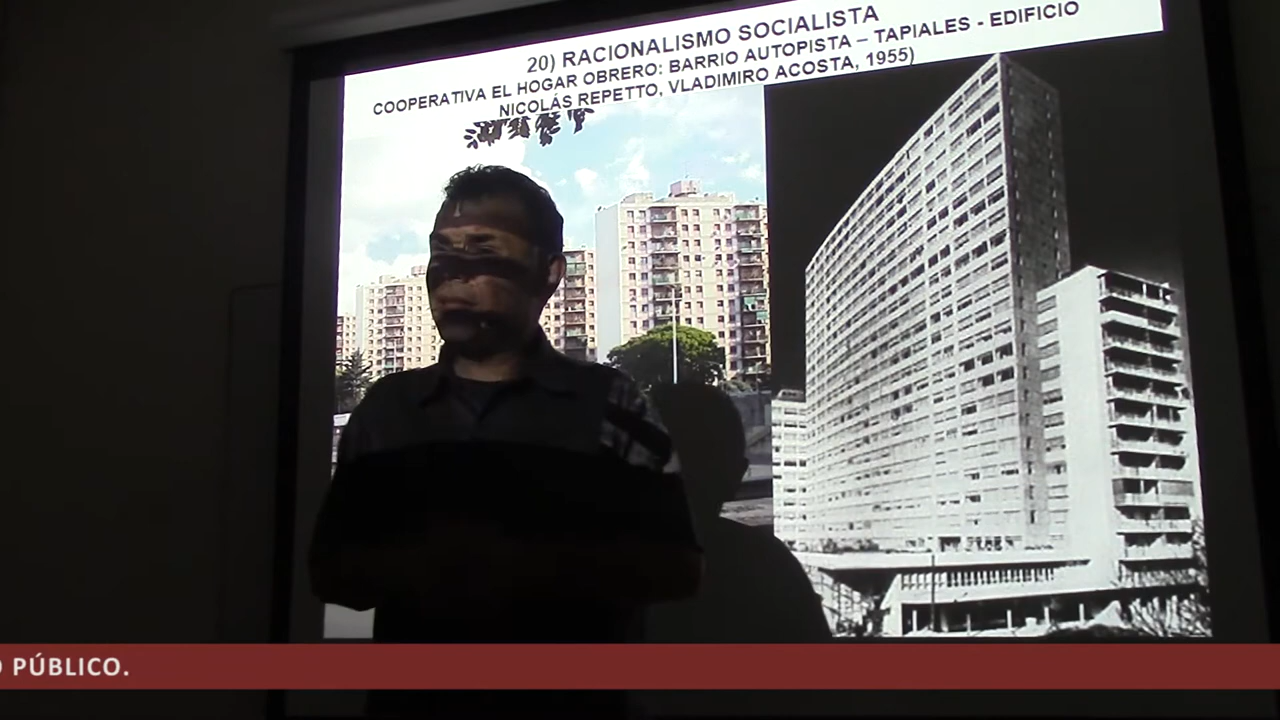 20) RACIONALISMO SOCIALISTA
COOPERATIVA EL HOGAR OBRERO: BARRIO AUTOPISTA – TAPIALES - EDIFICIO
NICOLÁS REPETTO, VLADIMIRO ACOSTA, 1955)
O PÚBLICO.